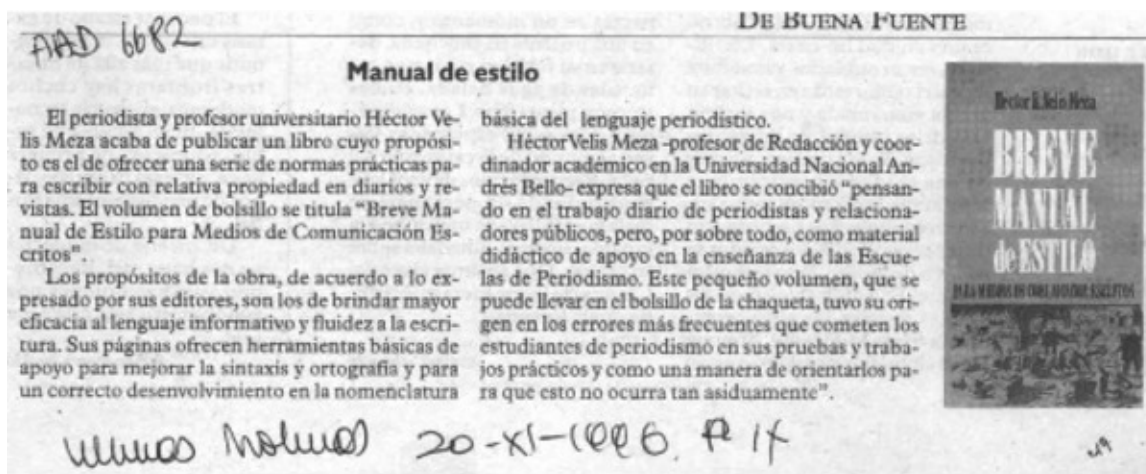 DE BUENA FUENTE
AAD 6682
Manual de estilo
El periodista y profesor universitario Héctor Ve-
lis Meza acaba de publicar un libro cuyo propósi-
to es el de ofrecer una serie de normas prácticas pa-
ra escribir con relativa propiedad en diarios y re-
vistas. El volumen de bolsillo se titula “Breve Ma-
nual de Estilo para Medios de Comunicación Es-
critos”.
Los propósitos de la obra, de acuerdo a lo ex-
presado por sus editores, son los de brindar mayor
eficacia al lenguaje informativo y fluidez a la escri-
tura. Sus páginas ofrecen herramientas básicas de
apoyo para mejorar la sintaxis y ortografía y para
un correcto desenvolvimiento en la nomenclatura
básica del lenguaje periodístico.
Héctor Velis Meza -profesor de Redacción y coor-
dinador académico en la Universidad Nacional An-
drés Bello- expresa que el libro se concibió “pensan-
do en el trabajo diario de periodistas y relaciona-
dores públicos, pero, por sobre todo, como material
didáctico de apoyo en la enseñanza de las Escue-
las de Periodismo. Este pequeño volumen, que se
puede llevar en el bolsillo de la chaqueta, tuvo su ori-
gen en los errores más frecuentes que cometen los
estudiantes de periodismo en sus pruebas y traba-
jos prácticos y como una manera de orientarlos pa-
ra que esto no ocurra tan asiduamente”.
Héctor R. Velis Meza
BREVE
MANUAL
de ESTILO
PARA MEDIOS DE COMUNICACION ESCRITOS
20-XI-1996